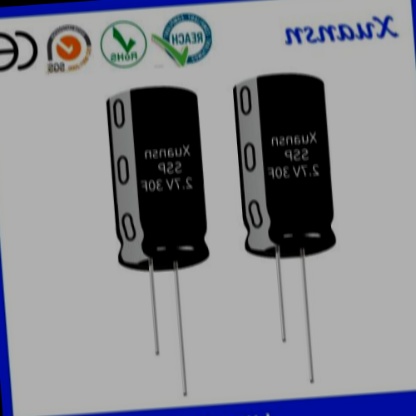 Xuansn
CE
SGS
RoHS
REACH
Xuansn
SSP
2.7V 30F
Xuansn
SSP
2.7V 30F